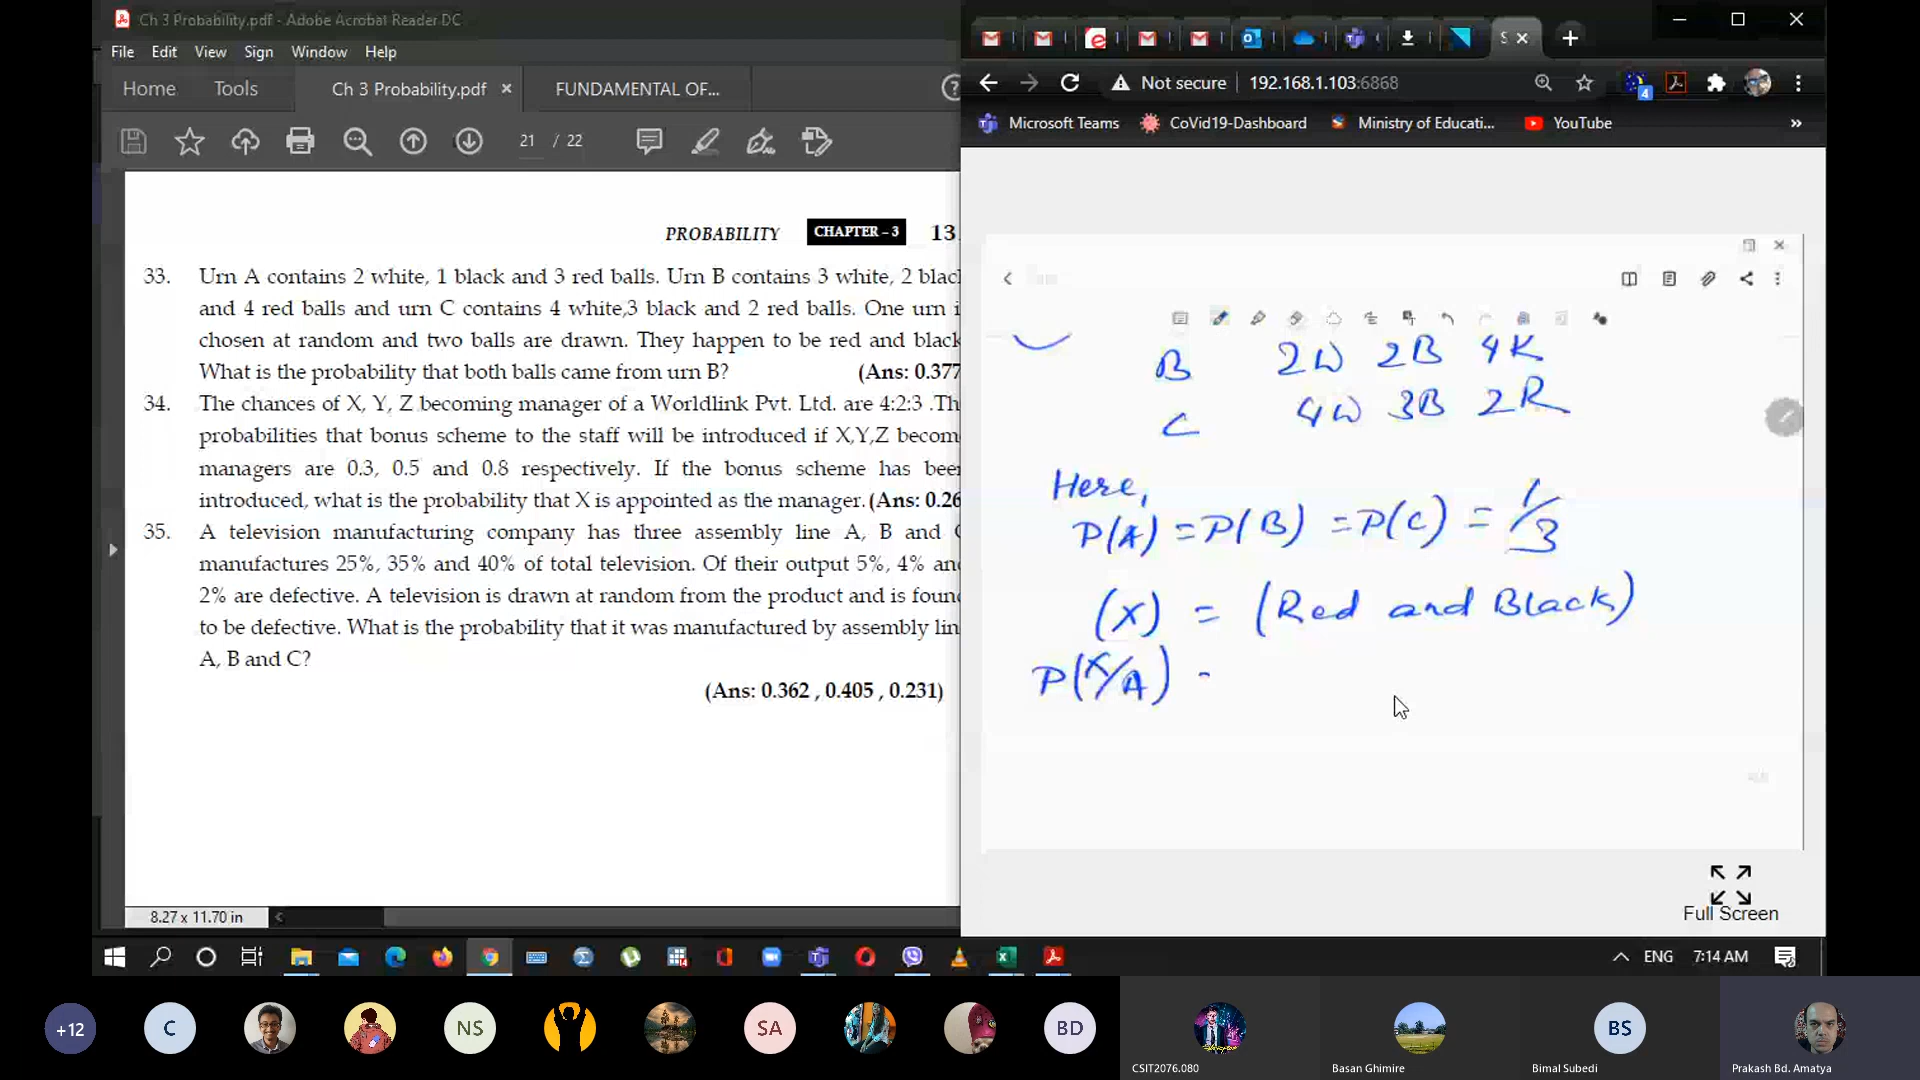 Ch 3 Probability.pdf - Adobe Acrobat Reader DC
File Edit View Sign Window Help
Home Tools Ch 3 Probability.pdf × FUNDAMENTAL OF...
21 / 22
PROBABILITY CHAPTER – 3 13
33. Urn A contains 2 white, 1 black and 3 red balls. Urn B contains 3 white, 2 blac
and 4 red balls and urn C contains 4 white,3 black and 2 red balls. One urn i
chosen at random and two balls are drawn. They happen to be red and black
What is the probability that both balls came from urn B? (Ans: 0.377
34. The chances of X, Y, Z becoming manager of a Worldlink Pvt. Ltd. are 4:2:3 .Th
probabilities that bonus scheme to the staff will be introduced if X,Y,Z becom
managers are 0.3, 0.5 and 0.8 respectively. If the bonus scheme has bee
introduced, what is the probability that X is appointed as the manager. (Ans: 0.26
35. A television manufacturing company has three assembly line A, B and C
manufactures 25%, 35% and 40% of total television. Of their output 5%, 4% an
2% are defective. A television is drawn at random from the product and is foun
to be defective. What is the probability that it was manufactured by assembly lin
A, B and C?
(Ans: 0.362 , 0.405 , 0.231)
8.27 x 11.70 in
S ×
Not secure 192.168.1.103:6868
4
Microsoft Teams CoVid19-Dashboard Ministry of Educati... YouTube »
B 2W 2B 4R
C 4W 3B 2R
Here,
P(A) = P(B) = P(C) = 1/3
(X) = (Red and Black)
P(X/A) -
Full Screen
ENG 7:14 AM
+12 C NS SA BD BS
CSIT2076.080 Basan Ghimire Bimal Subedi Prakash Bd. Amatya